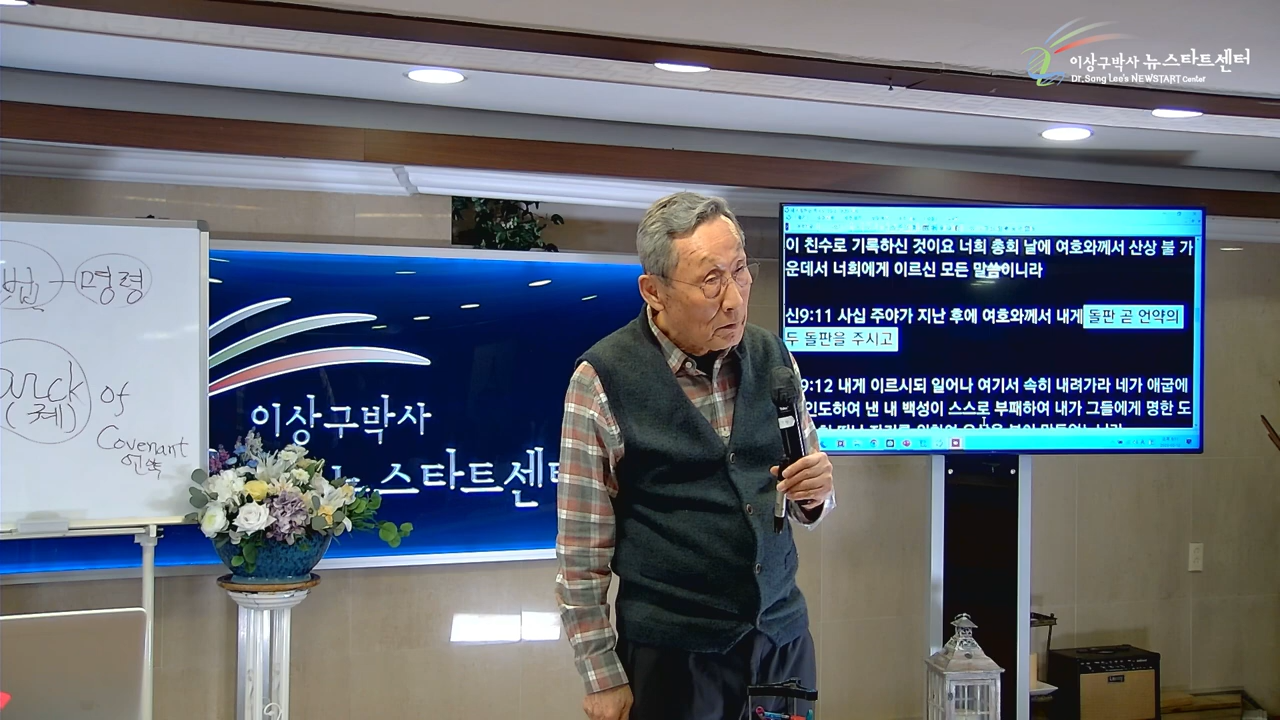 이상구박사 뉴스타트센터
Dr. Sang Lee's NEWSTART Center
법 - 명령
Ark
(궤)
of
Covenant
언약
이상구박사
뉴스타트센터
이 친수로 기록하신 것이요 너희 총회 날에 여호와께서 산상 불 가
운데서 너희에게 이르신 모든 말씀이니라
신9:11 사십 주야가 지난 후에 여호와께서 내게 돌판 곧 언약의
두 돌판을 주시고
9:12 내게 이르시되 일어나 여기서 속히 내려가라 네가 애굽에
인도하여 낸 내 백성이 스스로 부패하여 내가 그들에게 명한 도